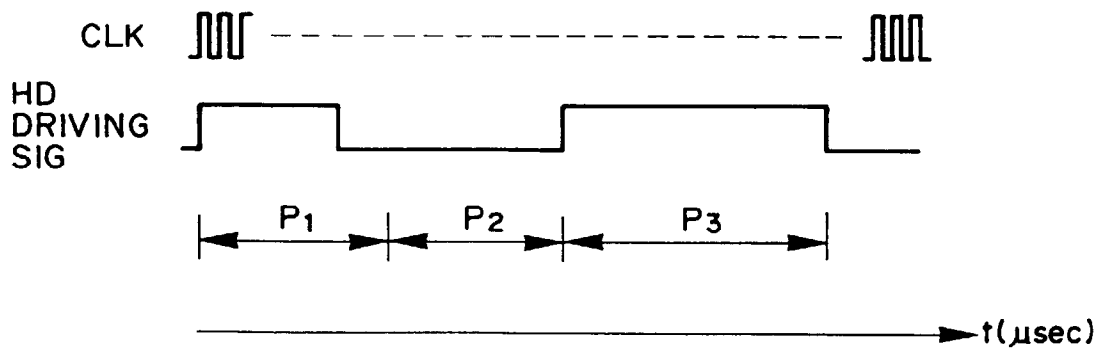 CLK
HD
DRIVING
SIG
P1 P2 P3
t(μsec)